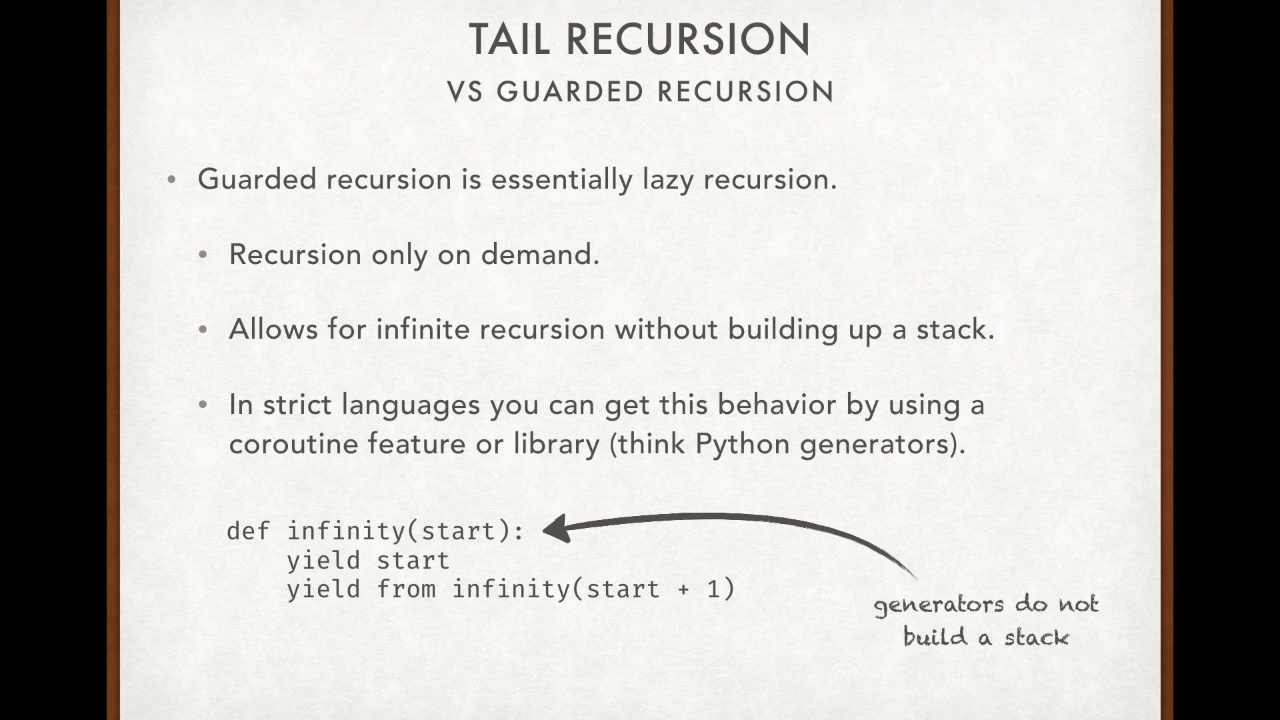 TAIL RECURSION
VS GUARDED RECURSION
• Guarded recursion is essentially lazy recursion.
• Recursion only on demand.
• Allows for infinite recursion without building up a stack.
• In strict languages you can get this behavior by using a
coroutine feature or library (think Python generators).
def infinity(start):
    yield start
    yield from infinity(start + 1)
generators do not
build a stack